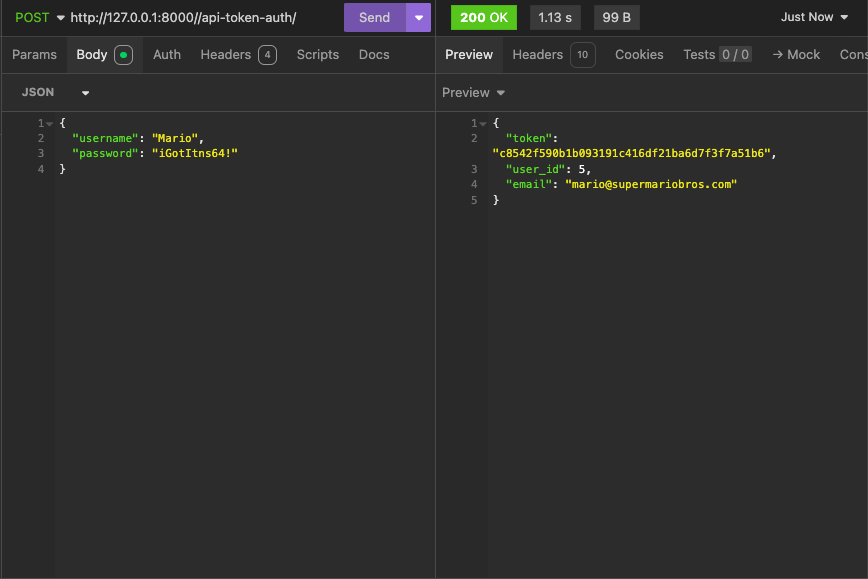 POST http://127.0.0.1:8000//api-token-auth/ Send 200 OK 1.13 s 99 B Just Now
Params Body Auth Headers 4 Scripts Docs Preview Headers 10 Cookies Tests 0 / 0 → Mock Cons
JSON Preview
1 {
2 "username": "Mario",
3 "password": "iGotItns64!"
4 }
1 {
2 "token":
"c8542f590b1b093191c416df21ba6d7f3f7a51b6",
3 "user_id": 5,
4 "email": "mario@supermariobros.com"
5 }